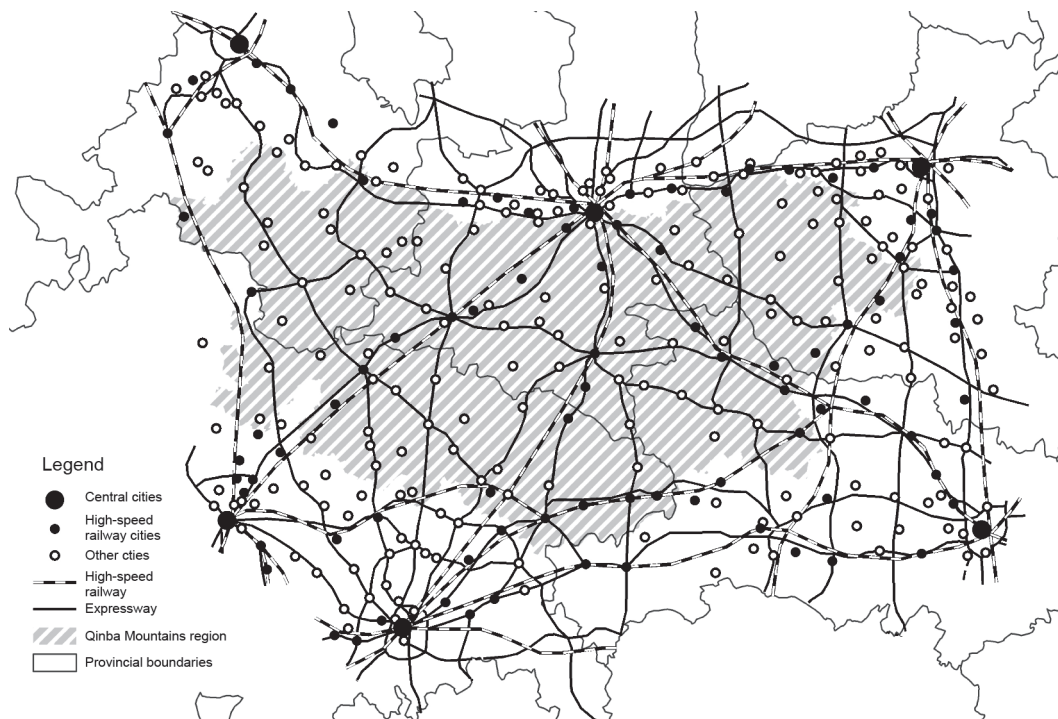 Legend
Central cities
High-speed
railway cities
Other cties
High-speed
railway
Expressway
Qinba Mountains region
Provincial boundaries